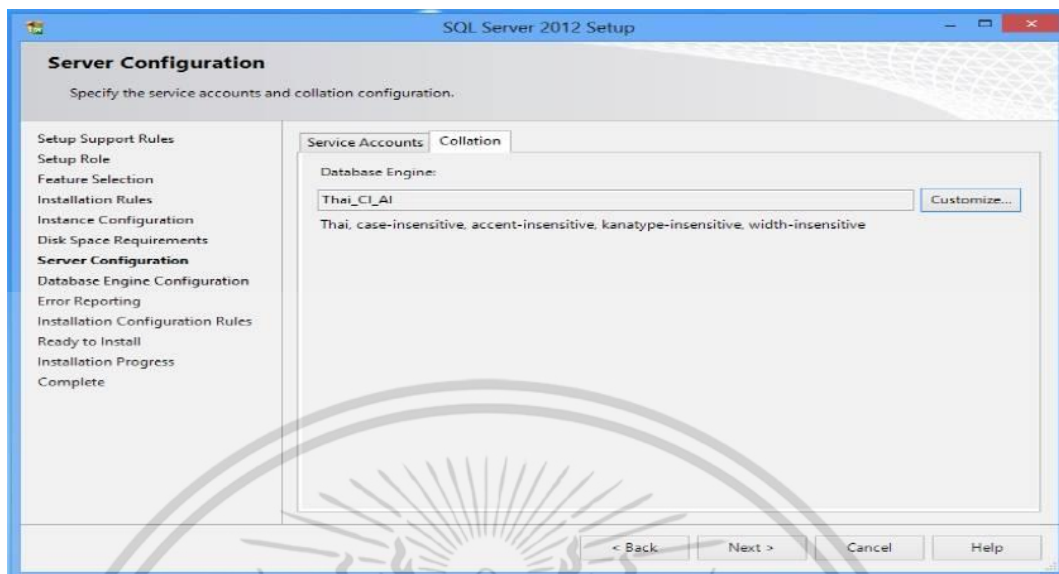 SQL Server 2012 Setup
Server Configuration
Specify the service accounts and collation configuration.
Setup Support Rules
Setup Role
Feature Selection
Installation Rules
Instance Configuration
Disk Space Requirements
Server Configuration
Database Engine Configuration
Error Reporting
Installation Configuration Rules
Ready to Install
Installation Progress
Complete
Service Accounts Collation
Database Engine:
Thai_CI_AI Customize...
Thai, case-insensitive, accent-insensitive, kanatype-insensitive, width-insensitive
< Back Next > Cancel Help